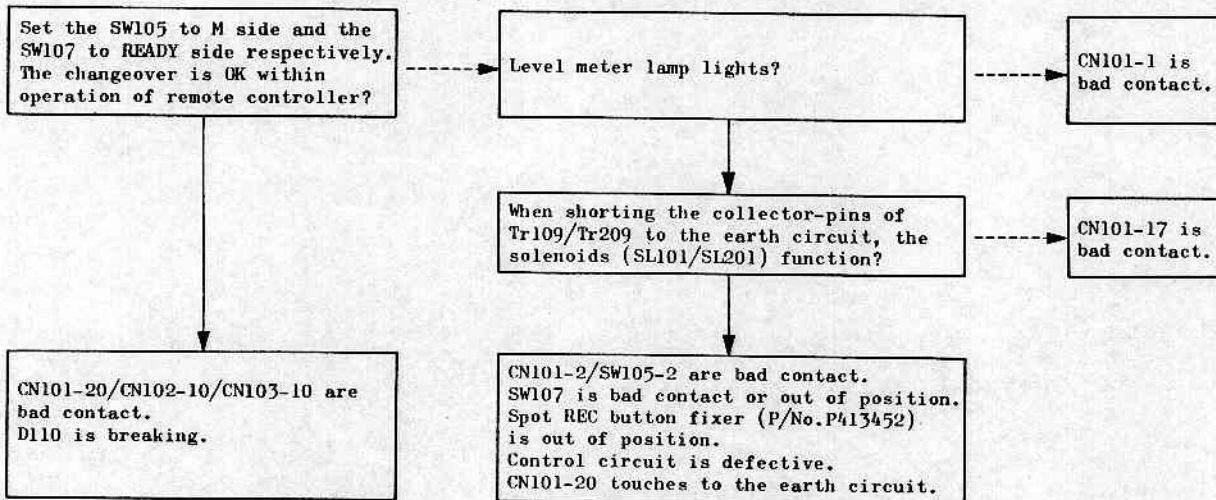 Set the SW105 to M side and the
SW107 to READY side respectively.
The changeover is OK within
operation of remote controller?
Level meter lamp lights?
CN101-1 is
bad contact.
When shorting the collector-pins of
Tr109/Tr209 to the earth circuit, the
solenoids (SL101/SL201) function?
CN101-17 is
bad contact.
CN101-20/CN102-10/CN103-10 are
bad contact.
D110 is breaking.
CN101-2/SW105-2 are bad contact.
SW107 is bad contact or out of position.
Spot REC button fixer (P/No.P413452)
is out of position.
Control circuit is defective.
CN101-20 touches to the earth circuit.